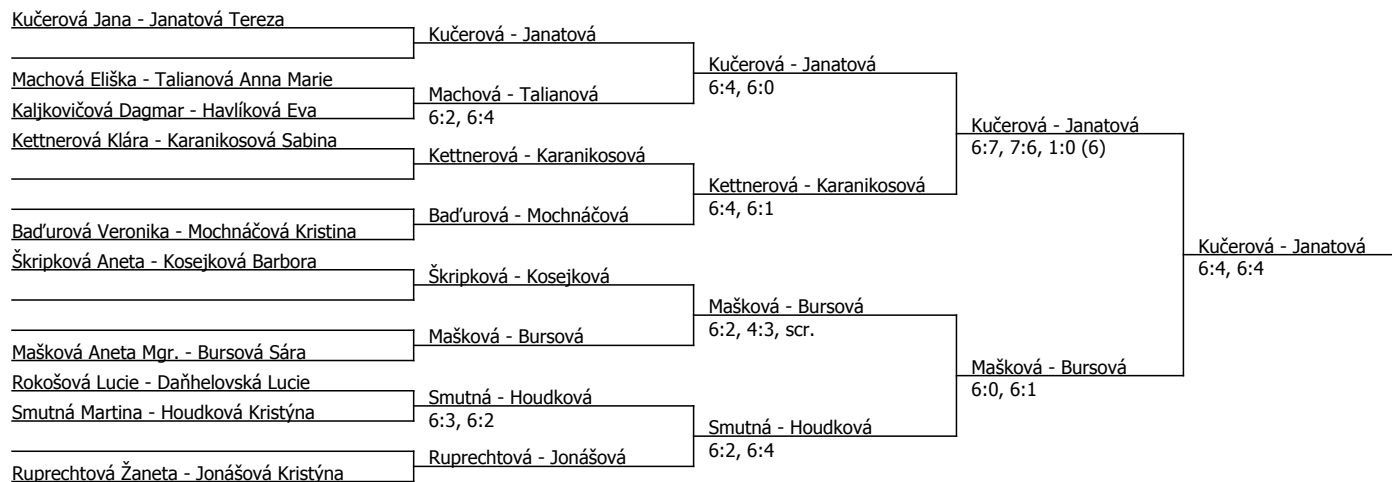 Kučerová Jana - Janatová Tereza
Kučerová - Janatová
Machová Eliška - Talianová Anna Marie
Kaljkovičová Dagmar - Havlíková Eva
Machová - Talianová
6:2, 6:4
Kučerová - Janatová
6:4, 6:0
Kettnerová Klára - Karanikosová Sabina
Kettnerová - Karanikosová
Baďurová Veronika - Mochnáčová Kristina
Baďurová - Mochnáčová
Kettnerová - Karanikosová
6:4, 6:1
Kučerová - Janatová
6:7, 7:6, 1:0 (6)
Škripková Aneta - Kosejková Barbora
Škripková - Kosejková
Mašková Aneta Mgr. - Bursová Sára
Mašková - Bursová
Mašková - Bursová
6:2, 4:3, scr.
Rokošová Lucie - Daňhelovská Lucie
Smutná Martina - Houdková Kristýna
Smutná - Houdková
6:3, 6:2
Ruprechtová Žaneta - Jonášová Kristýna
Ruprechtová - Jonášová
Smutná - Houdková
6:2, 6:4
Mašková - Bursová
6:0, 6:1
Kučerová - Janatová
6:4, 6:4